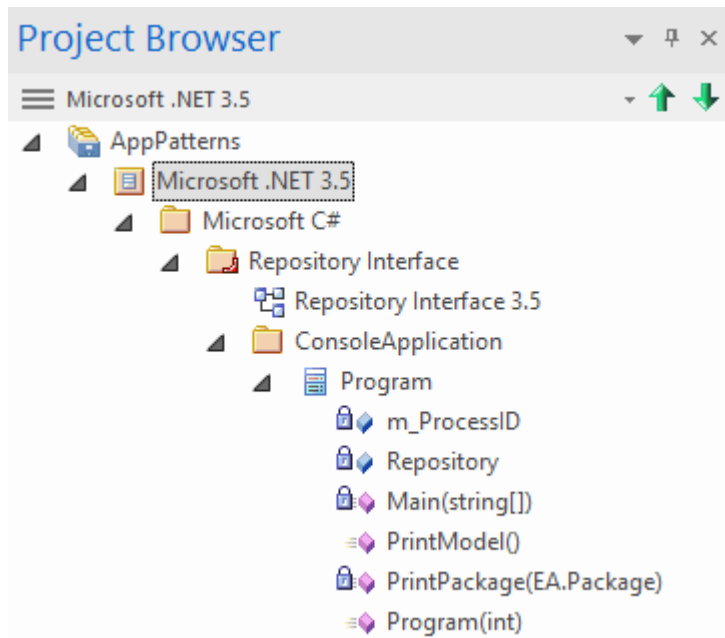 Project Browser
Microsoft .NET 3.5
AppPatterns
Microsoft .NET 3.5
Microsoft C#
Repository Interface
Repository Interface 3.5
ConsoleApplication
Program
m_ProcessID
Repository
Main(string[])
PrintModel()
PrintPackage(EA.Package)
Program(int)